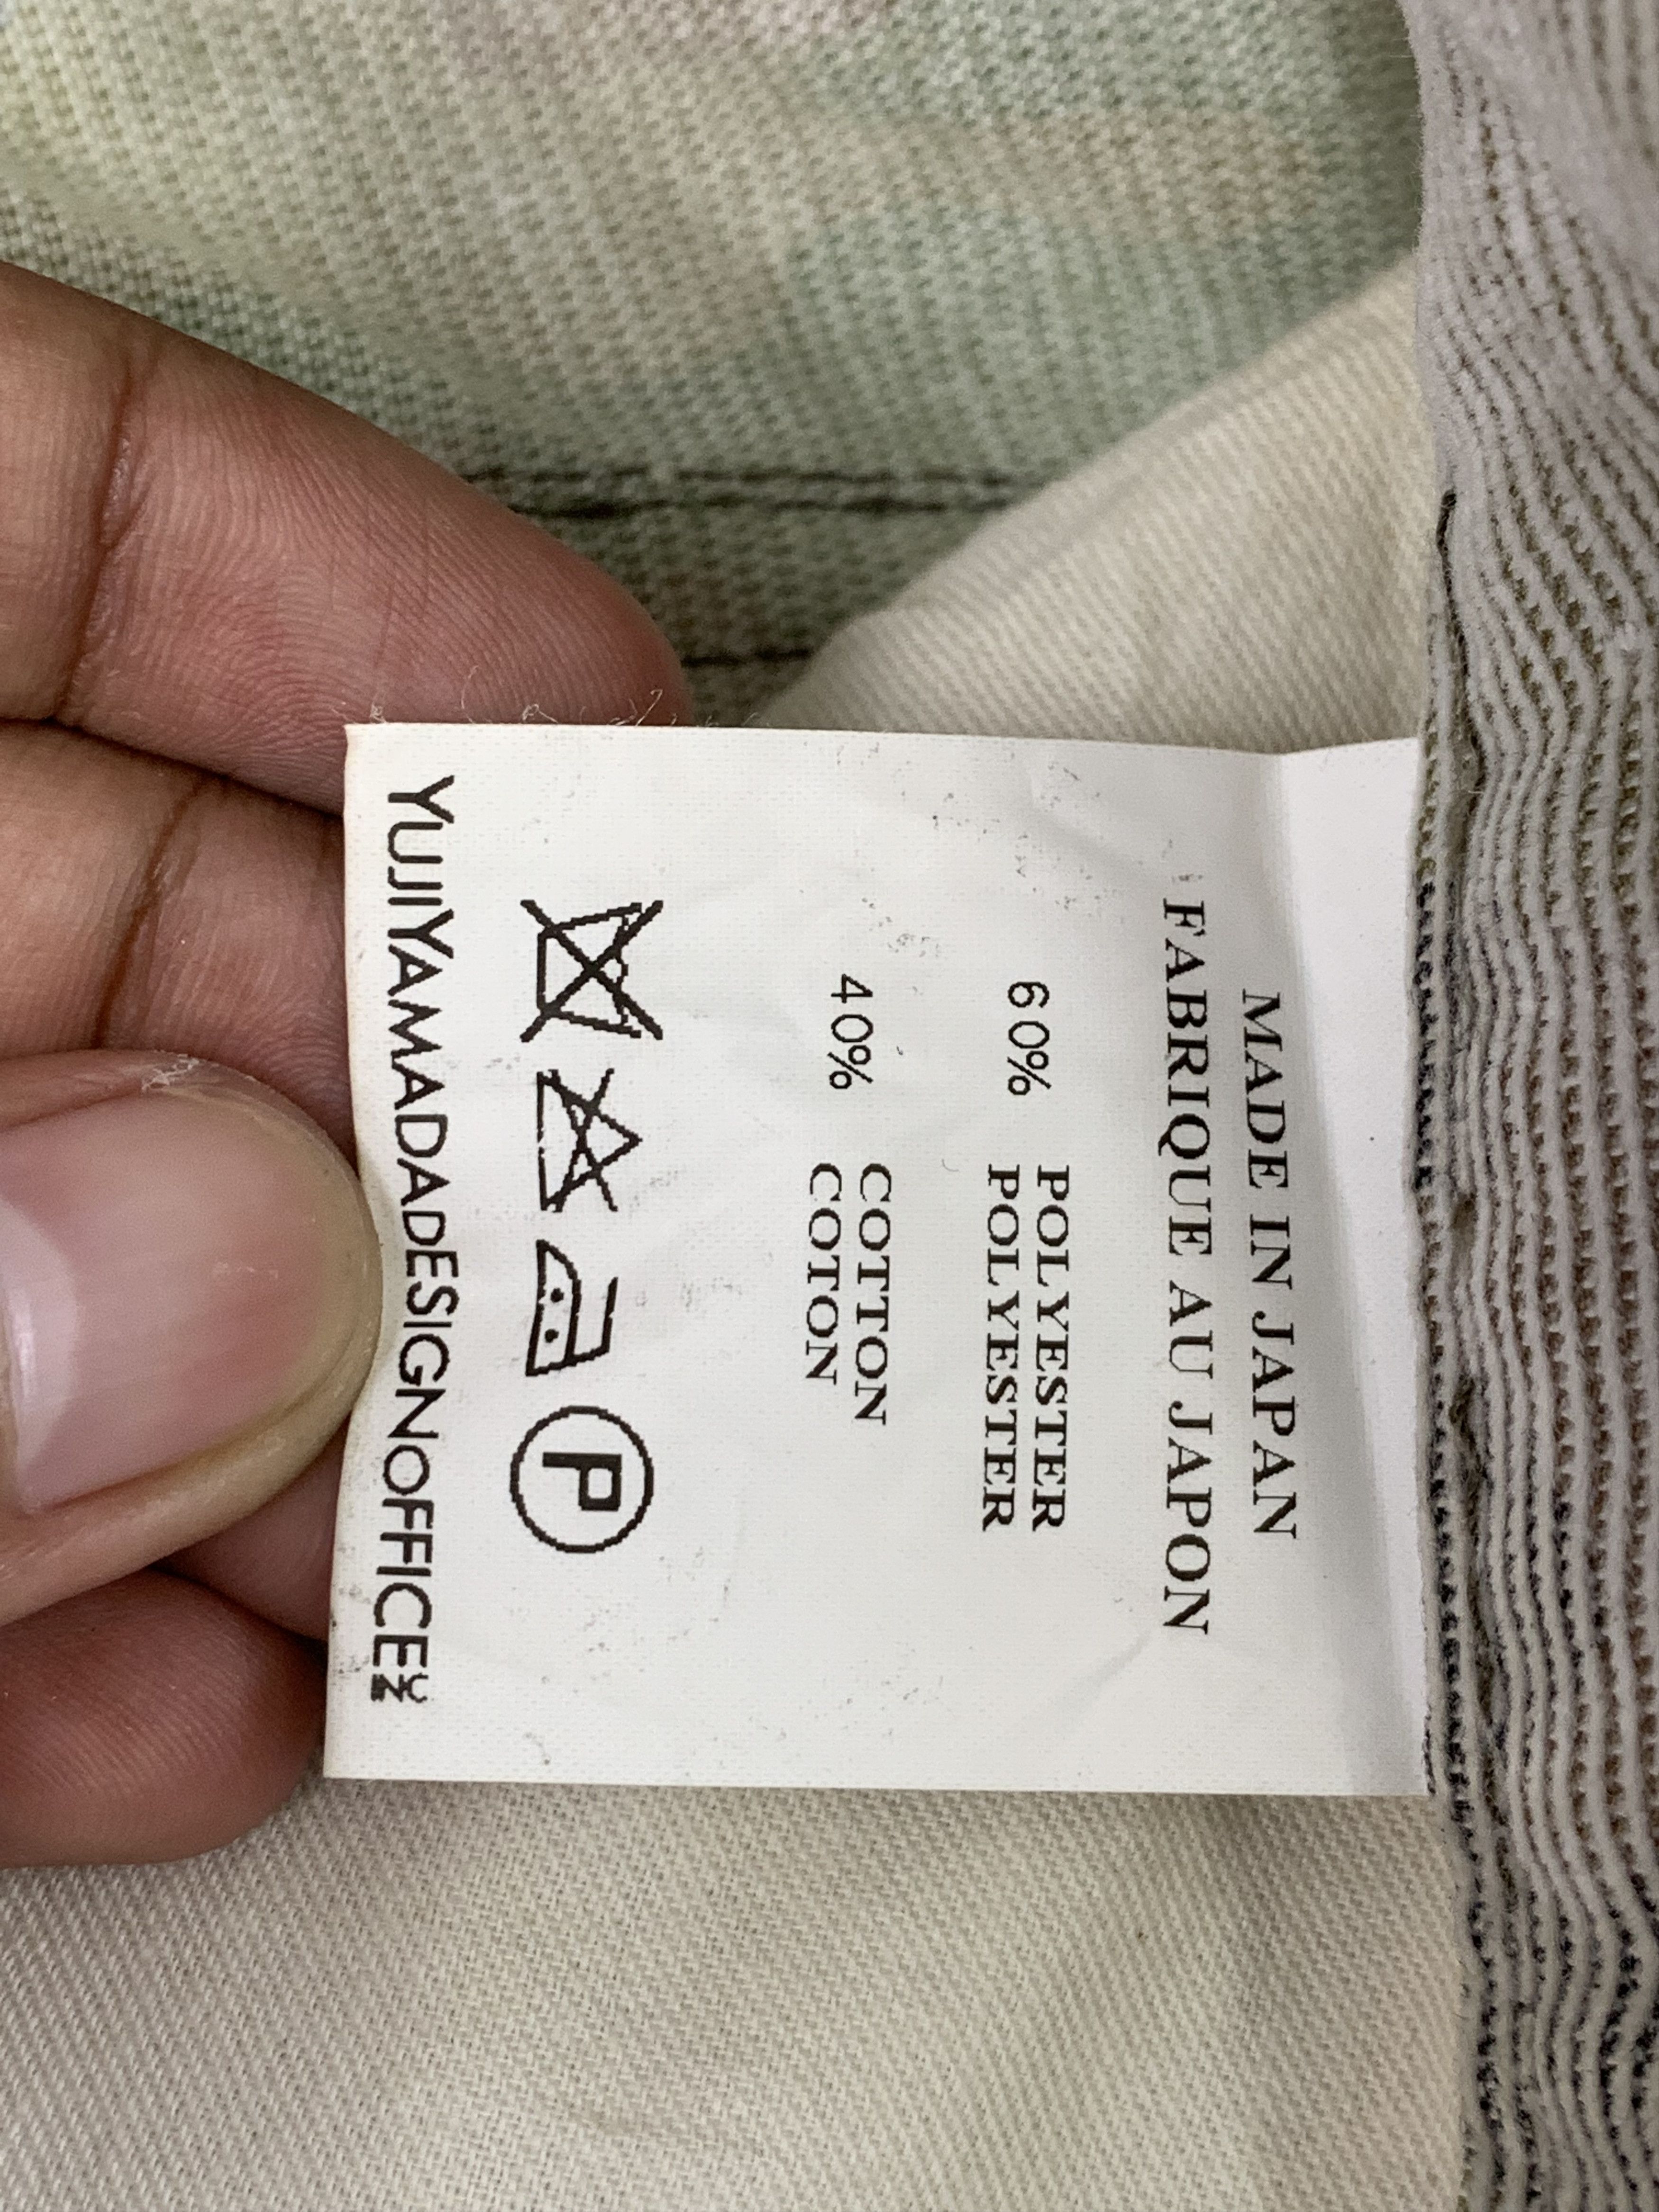 MADE IN JAPAN
FABRIQUE AU JAPON
60% POLYESTER
POLYESTER
40% COTTON
COTON
P
YUJIYAMADADESIGNOFFICE